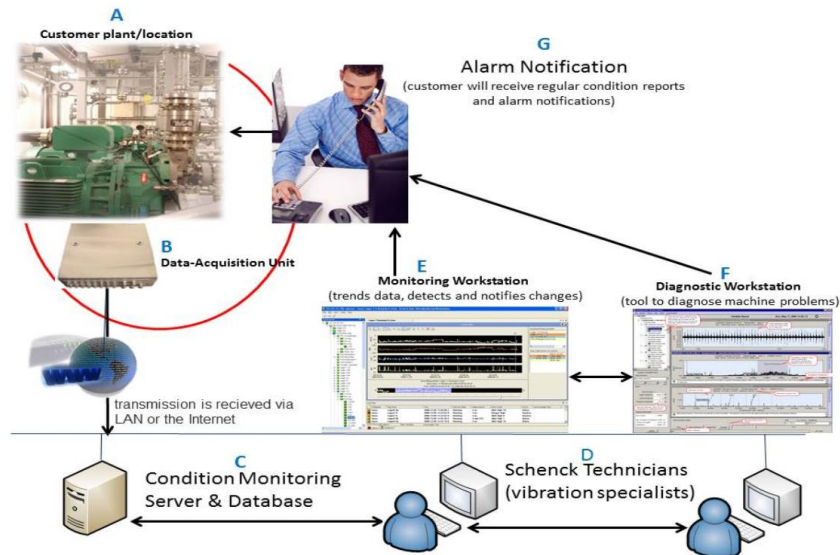 A
Customer plant/location
G
Alarm Notification
(customer will receive regular condition reports
and alarm notifications)
B
Data-Acquisition Unit
E
Monitoring Workstation
(trends data, detects and notifies changes)
F
Diagnostic Workstation
(tool to diagnose machine problems)
WWW
transmission is recieved via
LAN or the Internet
C
Condition Monitoring
Server & Database
D
Schenck Technicians
(vibration specialists)